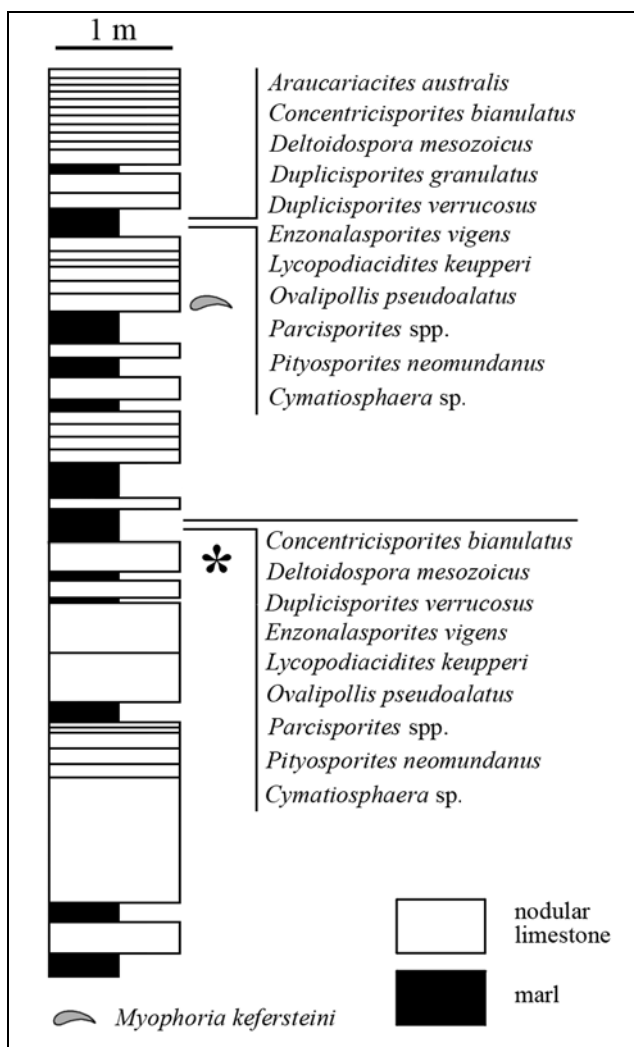 1 m
Araucariacites australis
Concentricisporites bianulatus
Deltoidospora mesozoicus
Duplicisporites granulatus
Duplicisporites verrucosus
Enzonalasporites vigens
Lycopodiacidites keupperi
Ovalipollis pseudoalatus
Parcisporites spp.
Pityosporites neomundanus
Cymatiosphaera sp.
*
Concentricisporites bianulatus
Deltoidospora mesozoicus
Duplicisporites verrucosus
Enzonalasporites vigens
Lycopodiacidites keupperi
Ovalipollis pseudoalatus
Parcisporites spp.
Pityosporites neomundanus
Cymatiosphaera sp.
nodular
limestone
marl
Myophoria kefersteini